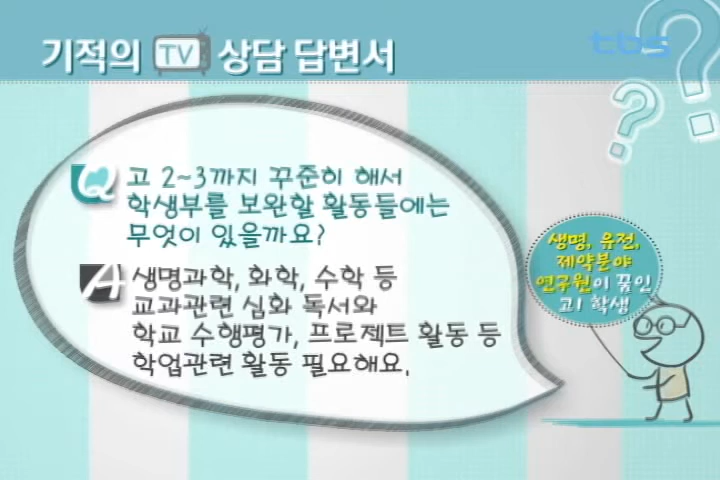 기적의 TV 상담 답변서
tbs
Q 고 2~3까지 꾸준히 해서
학생부를 보완할 활동들에는
무엇이 있을까요?
A 생명과학, 화학, 수학 등
교과관련 심화 독서와
학교 수행평가, 프로젝트 활동 등
학업관련 활동 필요해요.
생명, 유전,
제약분야
연구원이 꿈인
고1 학생